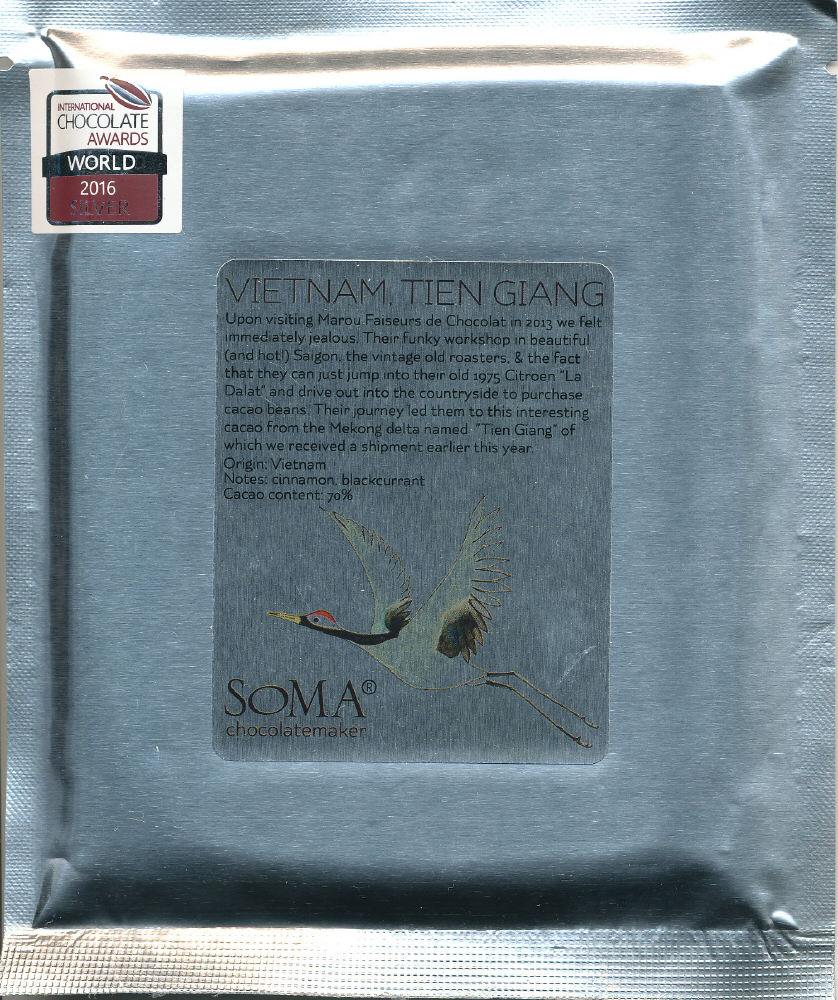 INTERNATIONAL
CHOCOLATE
AWARDS
WORLD
2016
SILVER
VIETNAM, TIEN GIANG
Upon visiting Marou Faiseurs de Chocolat in 2013 we felt
immediately jealous. Their funky workshop in beautiful
(and hot!) Saigon, the vintage old roasters, & the fact
that they can just jump into their old 1975 Citroen "La
Dalat" and drive out into the countryside to purchase
cacao beans. Their journey led them to this interesting
cacao from the Mekong delta named "Tien Giang" of
which we received a shipment earlier this year.
Origin: Vietnam
Notes: cinnamon, blackcurrant
Cacao content: 70%
SOMA®
chocolatemaker